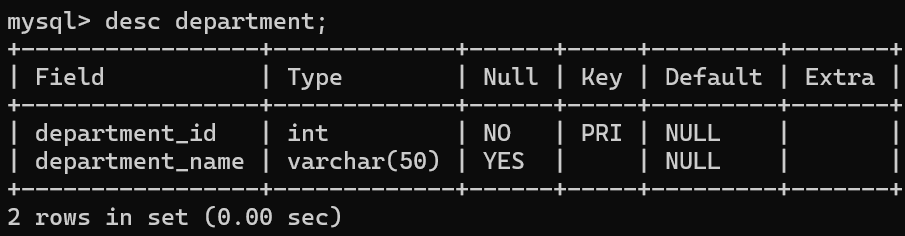 mysql> desc department;
+-----------------+-------------+------+-----+---------+-------+
| Field           | Type        | Null | Key | Default | Extra |
+-----------------+-------------+------+-----+---------+-------+
| department_id   | int         | NO   | PRI | NULL    |       |
| department_name | varchar(50) | YES  |     | NULL    |       |
+-----------------+-------------+------+-----+---------+-------+
2 rows in set (0.00 sec)